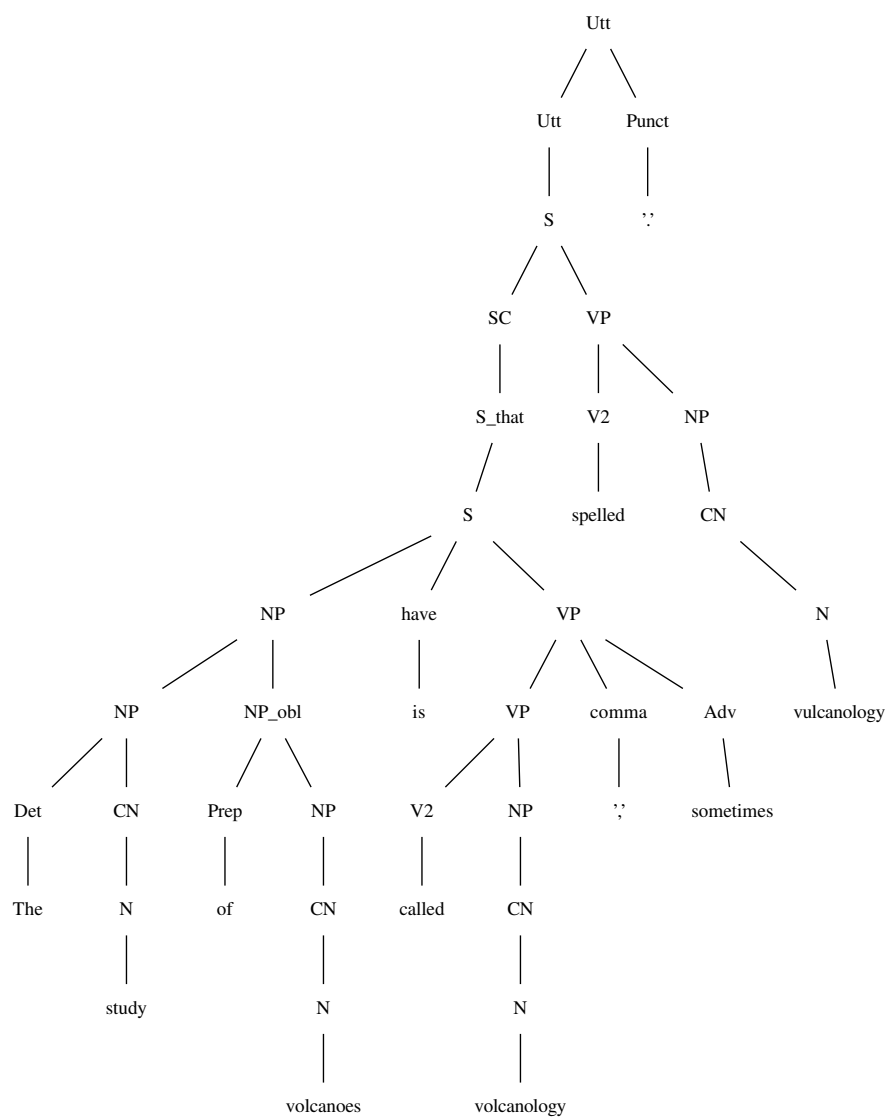 Utt
Utt Punct
S '.'
SC VP
S_that V2 NP
S spelled CN
NP have VP N
NP NP_obl is VP comma Adv vulcanology
Det CN Prep NP V2 NP ',' sometimes
The N of CN called CN
study N N
volcanoes volcanology